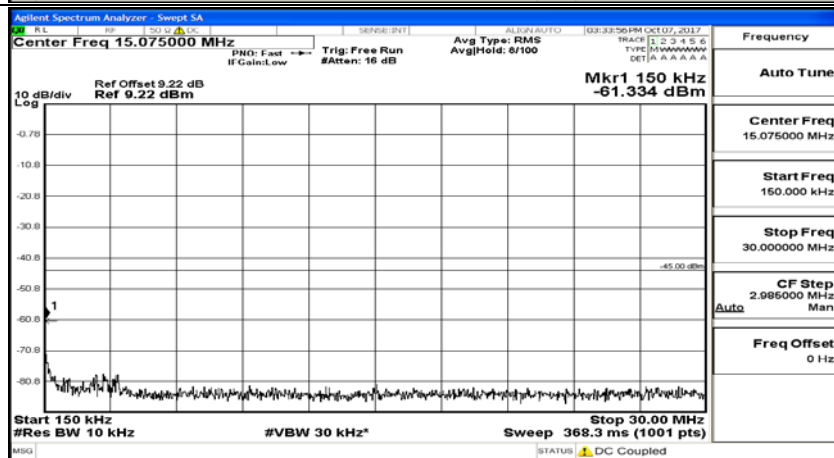 Agilent Spectrum Analyzer - Swept SA
RL RF 50 Ω DC SENSE:INT ALIGN AUTO 03:33:56 PM Oct 07, 2017
Center Freq 15.075000 MHz
PNO: Fast
IFGain:Low
Trig: Free Run
#Atten: 16 dB
Avg Type: RMS
Avg|Hold: 8/100
TRACE 1 2 3 4 5 6
TYPE M WWWWW
DET A A A A A A
Ref Offset 9.22 dB
Ref 9.22 dBm
10 dB/div
Log
Mkr1 150 kHz
-61.334 dBm
-0.78
-10.8
-20.8
-30.8
-40.8
-45.00 dBm
-50.8
1
-60.8
-70.8
-80.8
Start 150 kHz
Stop 30.00 MHz
#Res BW 10 kHz
#VBW 30 kHz*
Sweep 368.3 ms (1001 pts)
MSG
STATUS
DC Coupled
Frequency
Auto Tune
Center Freq
15.075000 MHz
Start Freq
150.000 kHz
Stop Freq
30.000000 MHz
CF Step
2.985000 MHz
Auto Man
Freq Offset
0 Hz